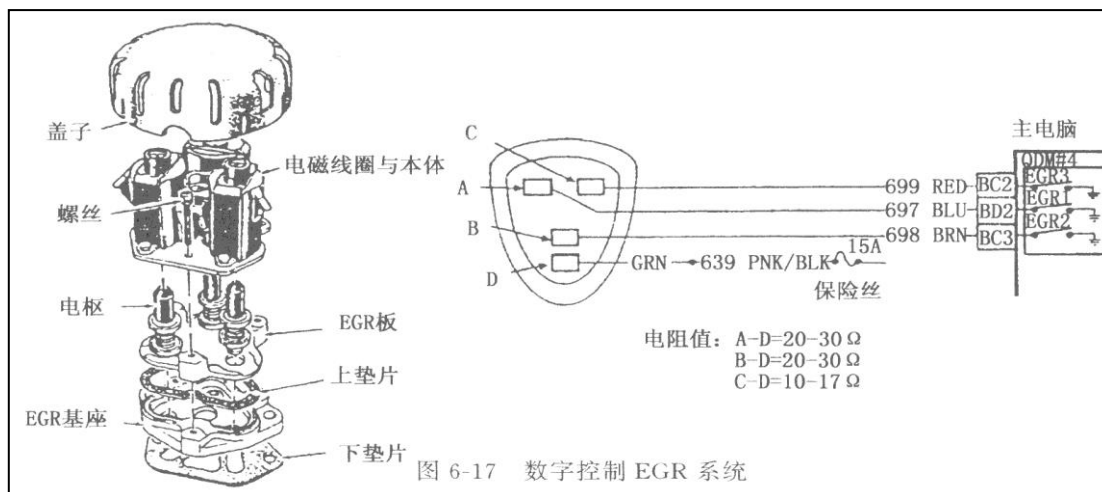 盖子
电磁线圈与本体
螺丝
电枢
EGR板
上垫片
EGR基座
下垫片
C
A
B
D
主电脑
QDM#4
699 RED BC2 EGR3
697 BLU BD2 EGR1
698 BRN BC3 EGR2
15A
GRN 639 PNK/BLK
保险丝
电阻值：A-D=20-30Ω
B-D=20-30Ω
C-D=10-17Ω
图 6-17 数字控制 EGR 系统